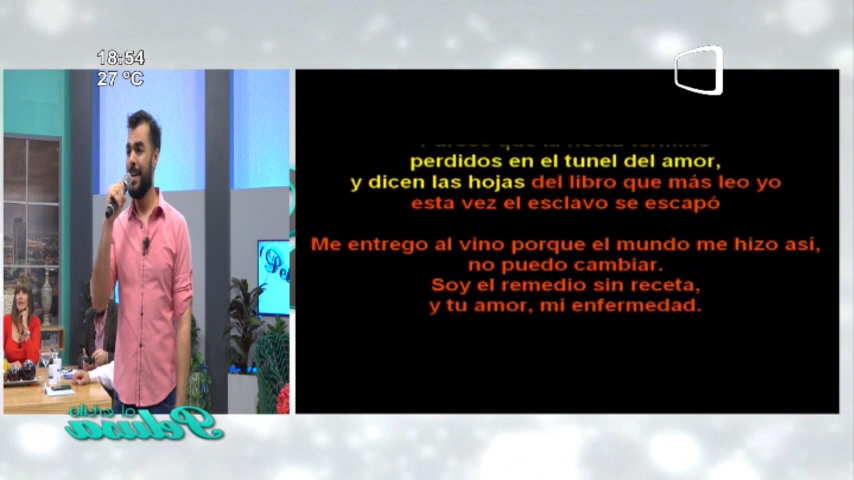 18:54
27 ºC
perdidos en el tunel del amor,
y dicen las hojas del libro que más leo yo
esta vez el esclavo se escapó
Me entrego al vino porque el mundo me hizo así,
no puedo cambiar.
Soy el remedio sin receta,
y tu amor, mi enfermedad.
Pelusa